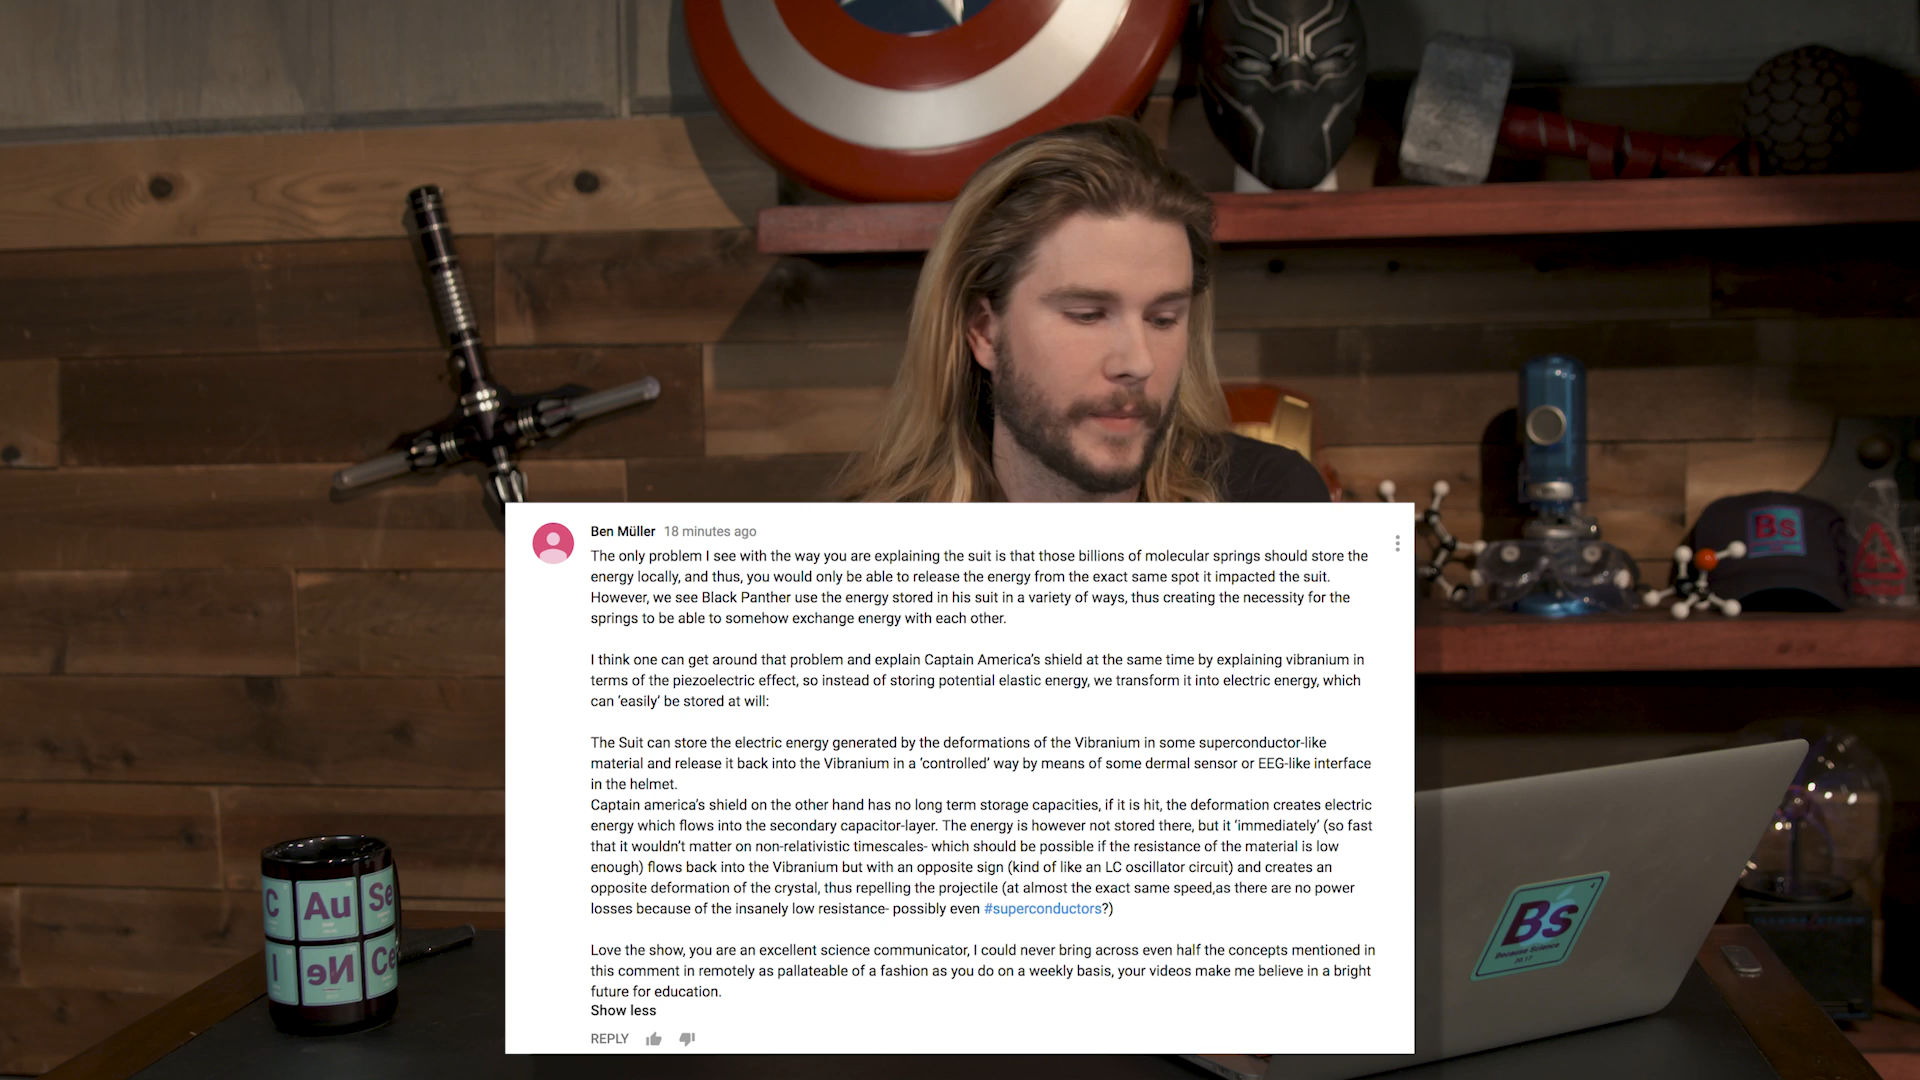 Ben Müller 18 minutes ago
The only problem I see with the way you are explaining the suit is that those billions of molecular springs should store the
energy locally, and thus, you would only be able to release the energy from the exact same spot it impacted the suit.
However, we see Black Panther use the energy stored in his suit in a variety of ways, thus creating the necessity for the
springs to be able to somehow exchange energy with each other.
I think one can get around that problem and explain Captain America's shield at the same time by explaining vibranium in
terms of the piezoelectric effect, so instead of storing potential elastic energy, we transform it into electric energy, which
can 'easily' be stored at will:
The Suit can store the electric energy generated by the deformations of the Vibranium in some superconductor-like
material and release it back into the Vibranium in a 'controlled' way by means of some dermal sensor or EEG-like interface
in the helmet.
Captain america's shield on the other hand has no long term storage capacities, if it is hit, the deformation creates electric
energy which flows into the secondary capacitor-layer. The energy is however not stored there, but it 'immediately' (so fast
that it wouldn't matter on non-relativistic timescales- which should be possible if the resistance of the material is low
enough) flows back into the Vibranium but with an opposite sign (kind of like an LC oscillator circuit) and creates an
opposite deformation of the crystal, thus repelling the projectile (at almost the exact same speed,as there are no power
losses because of the insanely low resistance- possibly even #superconductors?)
Love the show, you are an excellent science communicator, I could never bring across even half the concepts mentioned in
this comment in remotely as pallateable of a fashion as you do on a weekly basis, your videos make me believe in a bright
future for education.
Show less
REPLY
Bs
C Au Se
I Ne Ce
Bs
Because Science
20.17